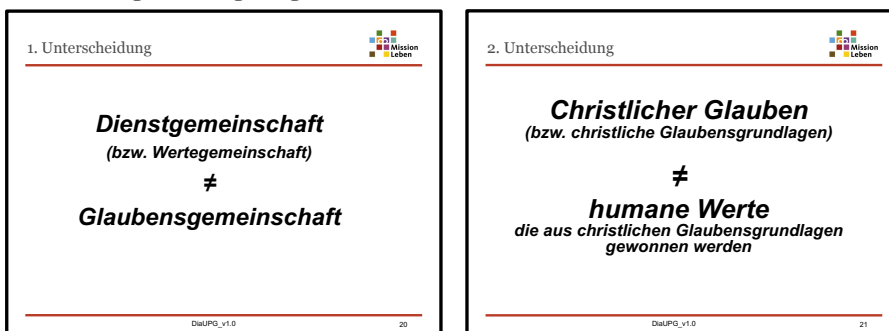 1. Unterscheidung
Mission
Leben
Dienstgemeinschaft
(bzw. Wertegemeinschaft)
≠
Glaubensgemeinschaft
DiaUPG_v1.0
20
2. Unterscheidung
Mission
Leben
Christlicher Glauben
(bzw. christliche Glaubensgrundlagen)
≠
humane Werte
die aus christlichen Glaubensgrundlagen
gewonnen werden
DiaUPG_v1.0
21